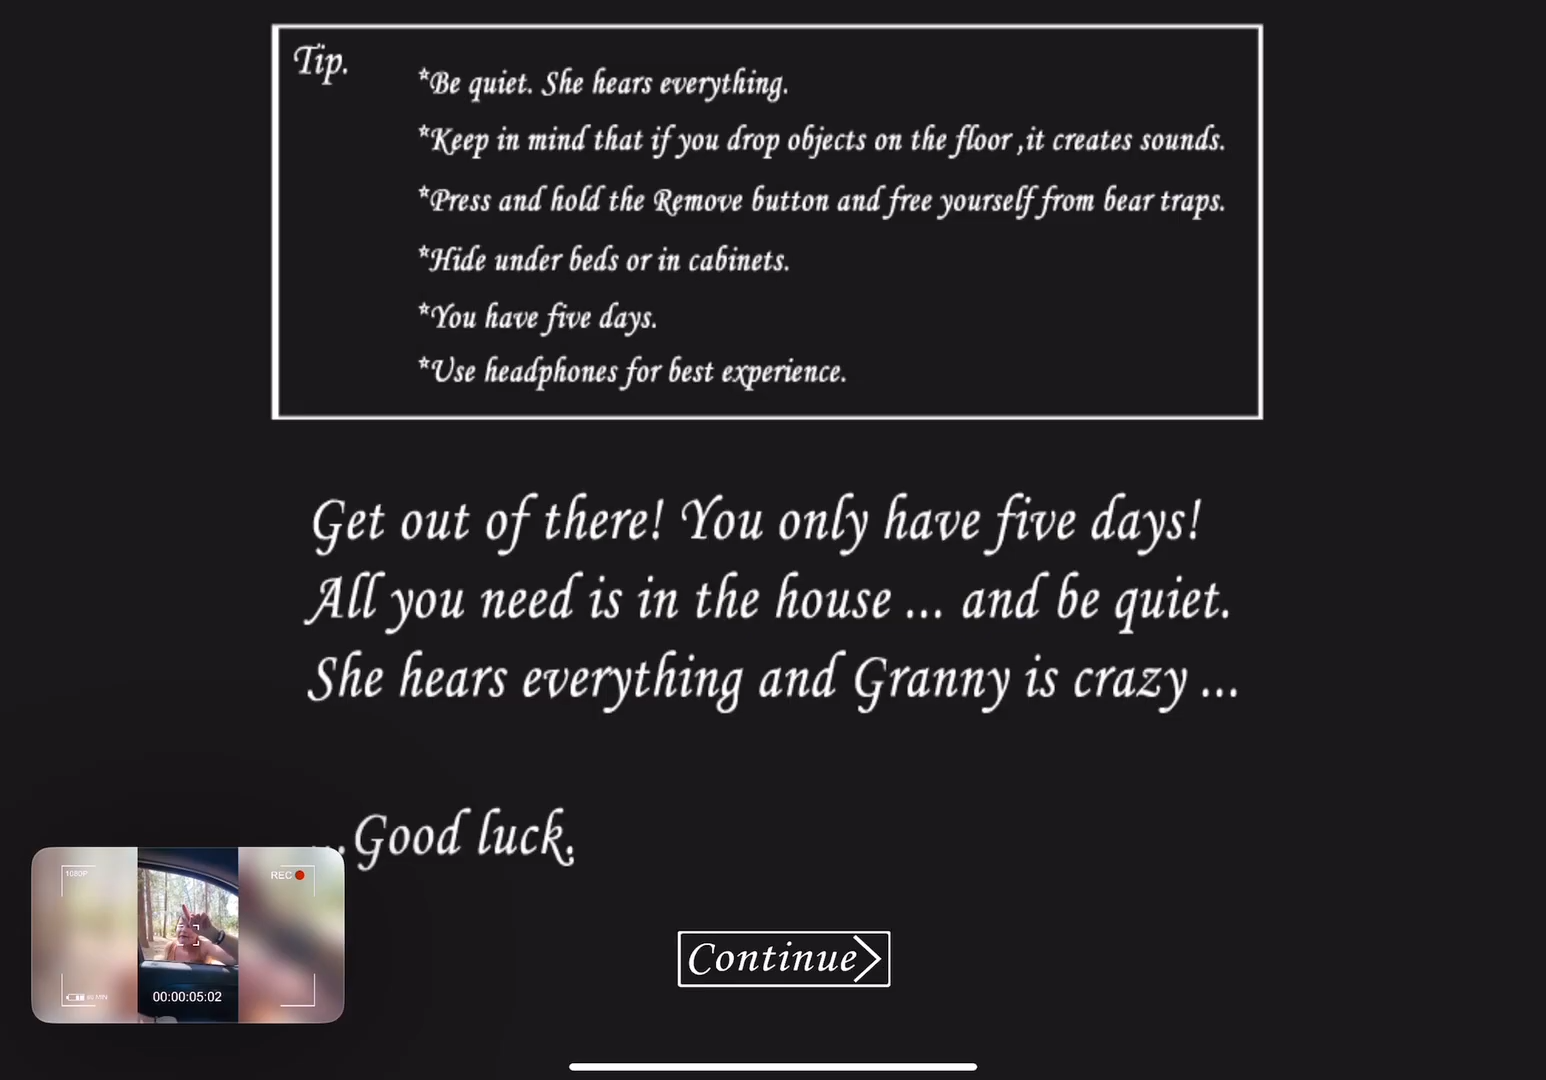 Tip.
*Be quiet. She hears everything.
*Keep in mind that if you drop objects on the floor ,it creates sounds.
*Press and hold the Remove button and free yourself from bear traps.
*Hide under beds or in cabinets.
*You have five days.
*Use headphones for best experience.
Get out of there! You only have five days!
All you need is in the house ... and be quiet.
She hears everything and Granny is crazy ...
...Good luck.
1080P
REC
MIN
00:00:05:02
Continue